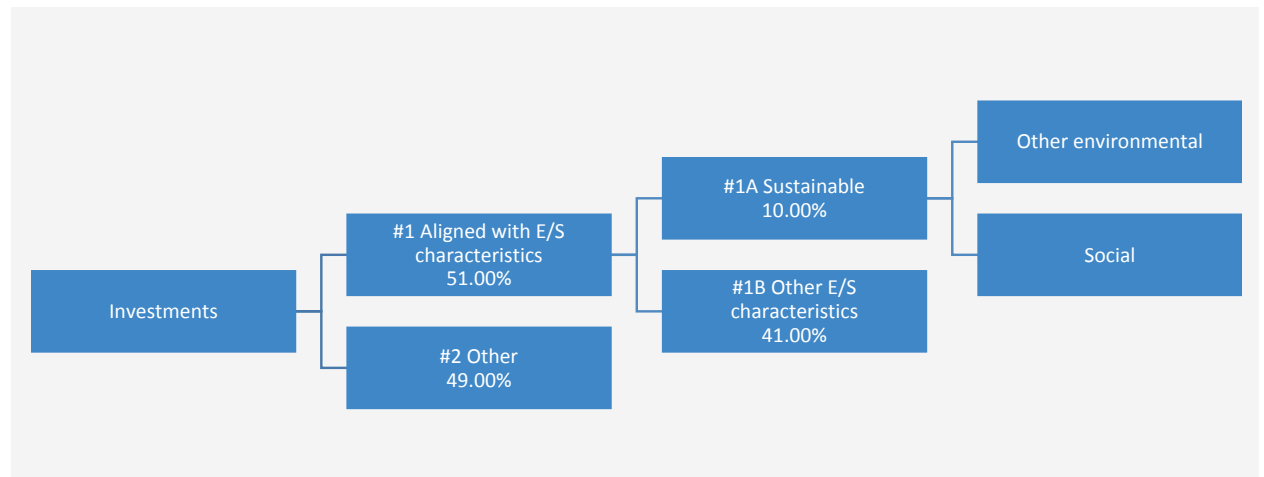 Investments
#1 Aligned with E/S
characteristics
51.00%
#2 Other
49.00%
#1A Sustainable
10.00%
#1B Other E/S
characteristics
41.00%
Other environmental
Social